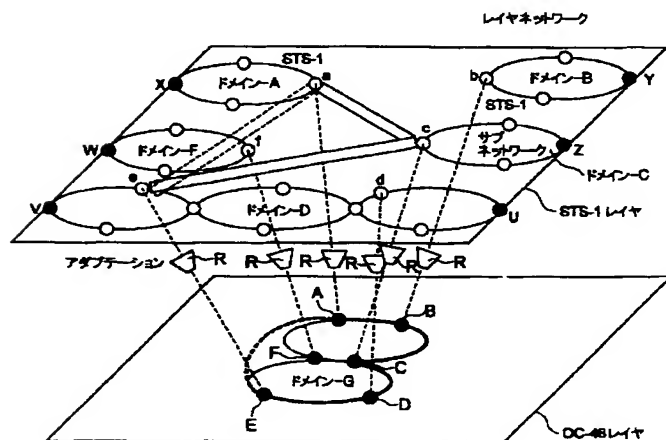 レイヤネットワーク
STS-1
X
ドメイン-A
a
b
ドメイン-B
Y
STS-1
W
ドメイン-F
f
c
サブ
ネットワーク
Z
ドメイン-C
e
d
V
ドメイン-D
U
STS-1レイヤ
アダプテーション
R
R
R
R
R
R
A
B
F
C
ドメイン-G
E
D
OC-48レイヤ